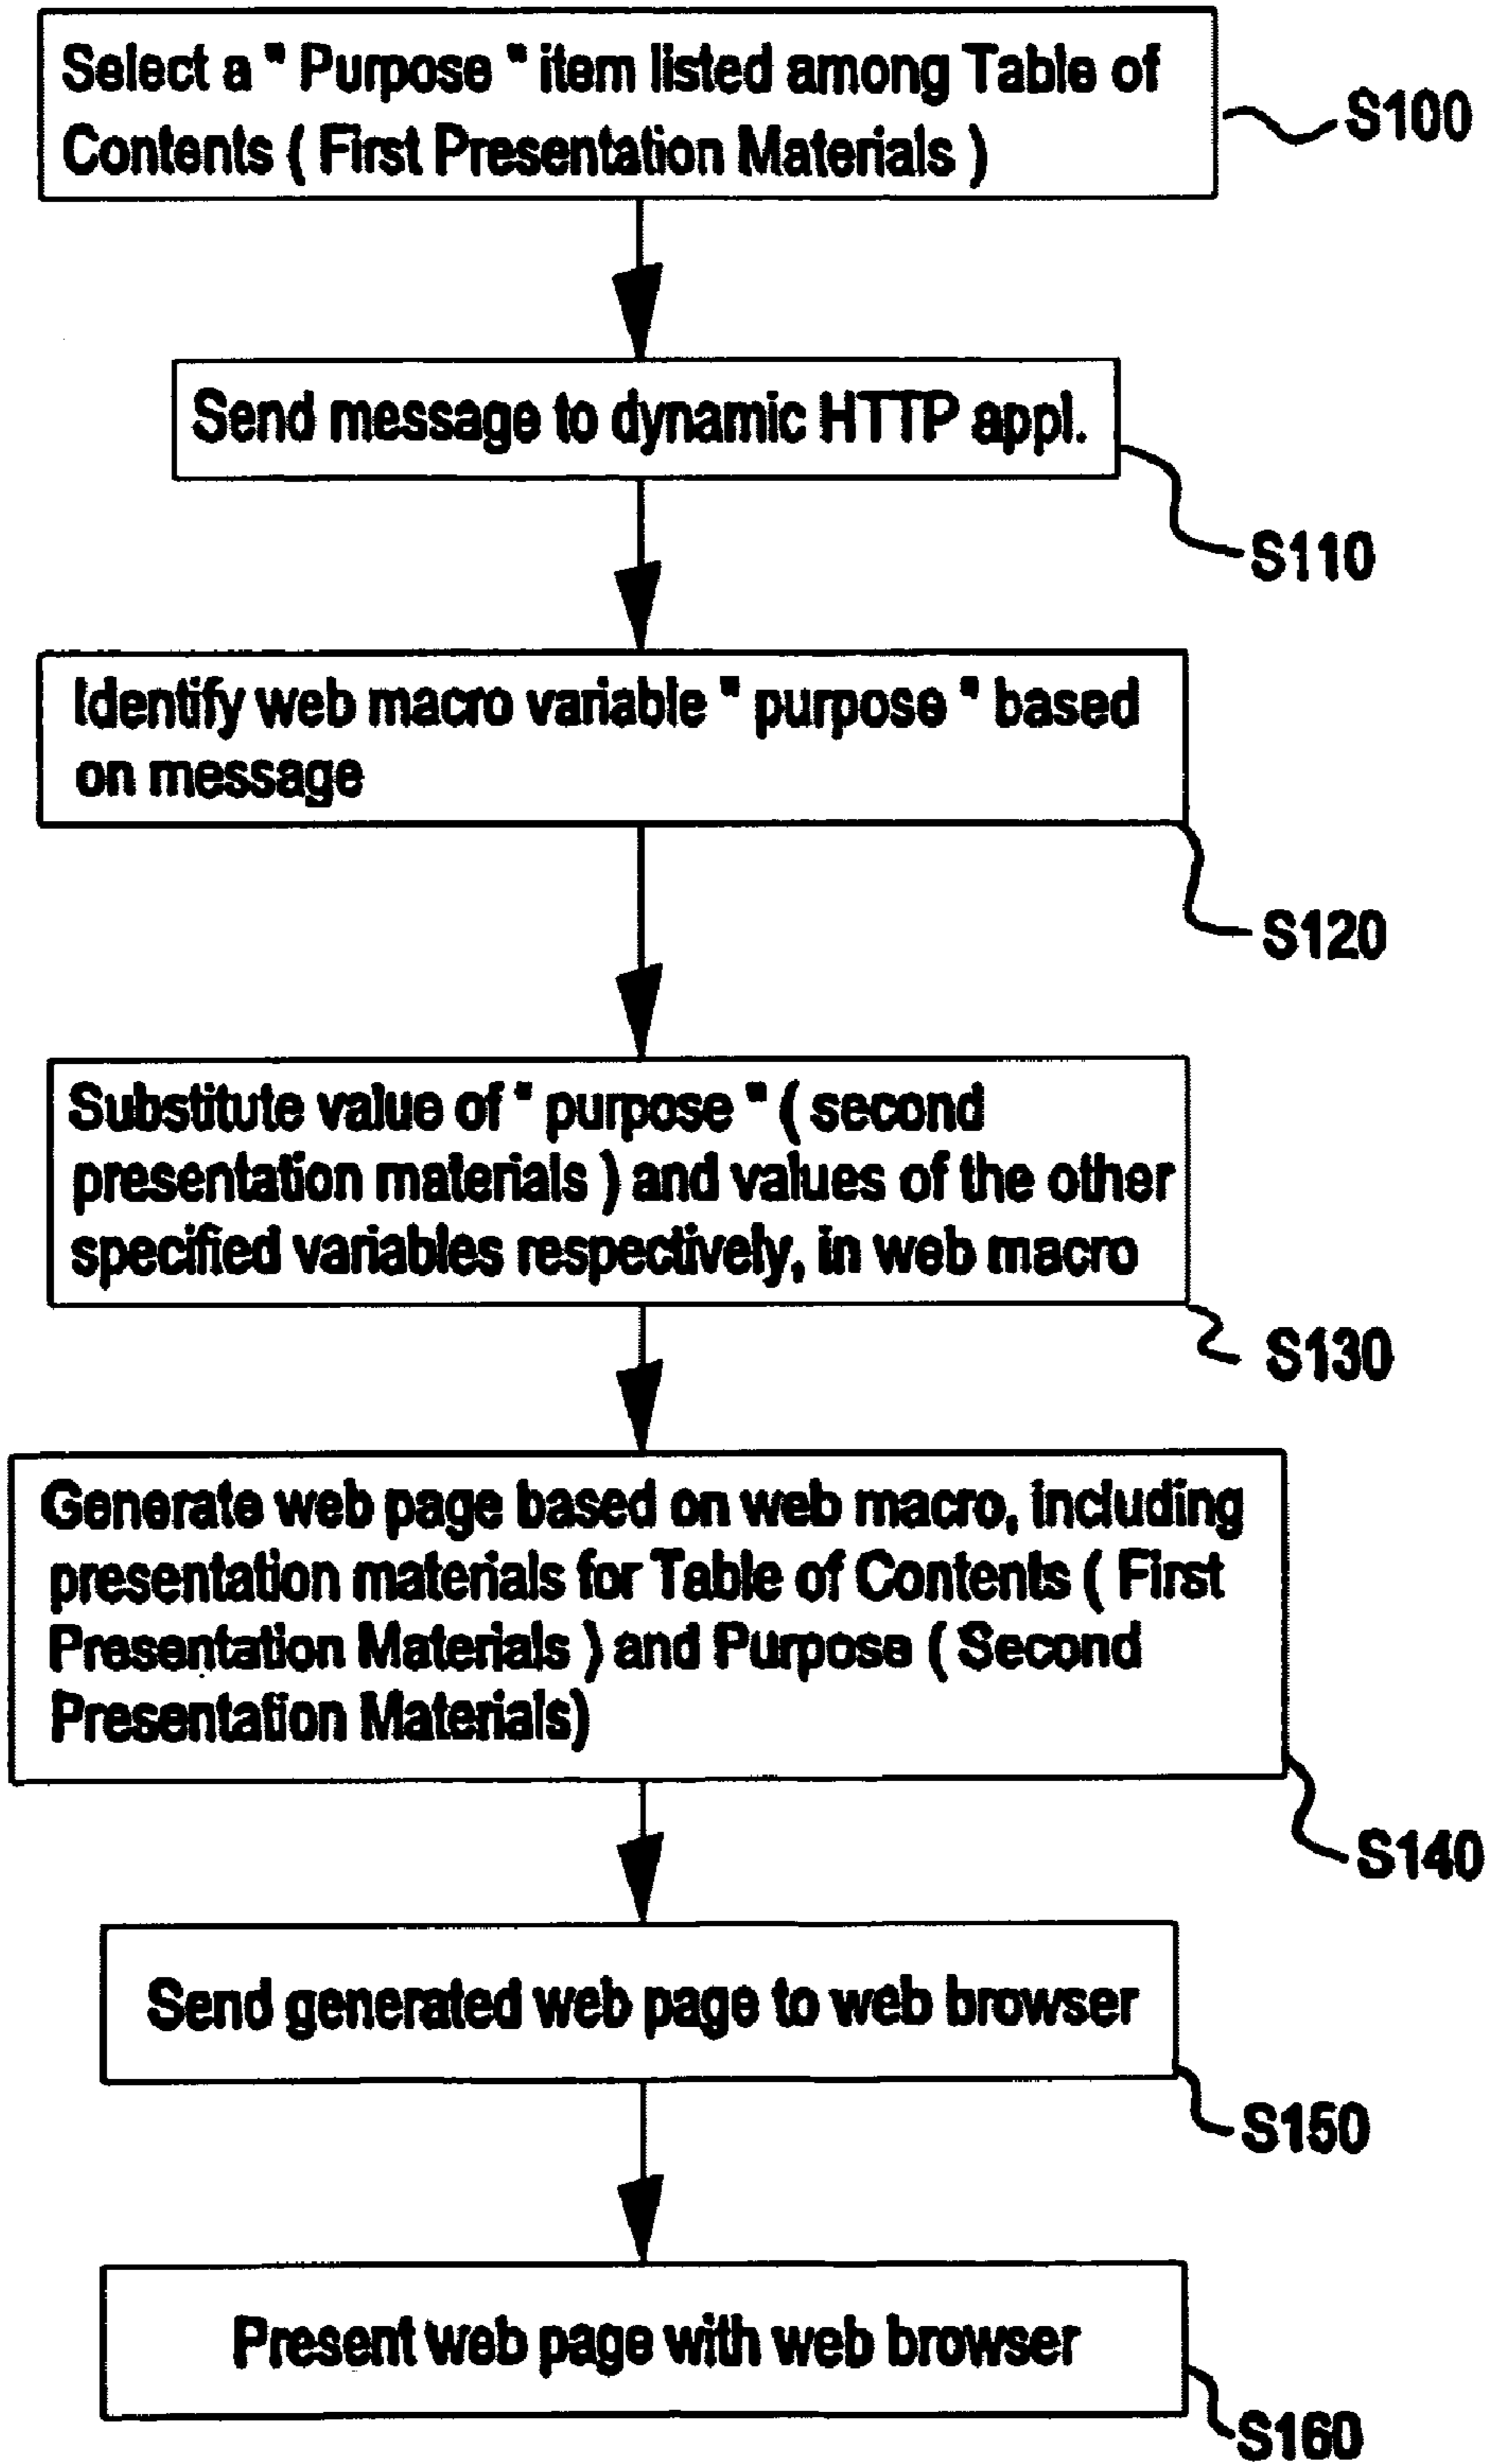 Select a " Purpose " item listed among Table of
Contents ( First Presentation Materials )
S100
Send message to dynamic HTTP appl.
S110
Identify web macro variable " purpose " based
on message
S120
Substitute value of " purpose " ( second
presentation materials ) and values of the other
specified variables respectively, in web macro
S130
Generate web page based on web macro, including
presentation materials for Table of Contents ( First
Presentation Materials ) and Purpose ( Second
Presentation Materials)
S140
Send generated web page to web browser
S150
Present web page with web browser
S160